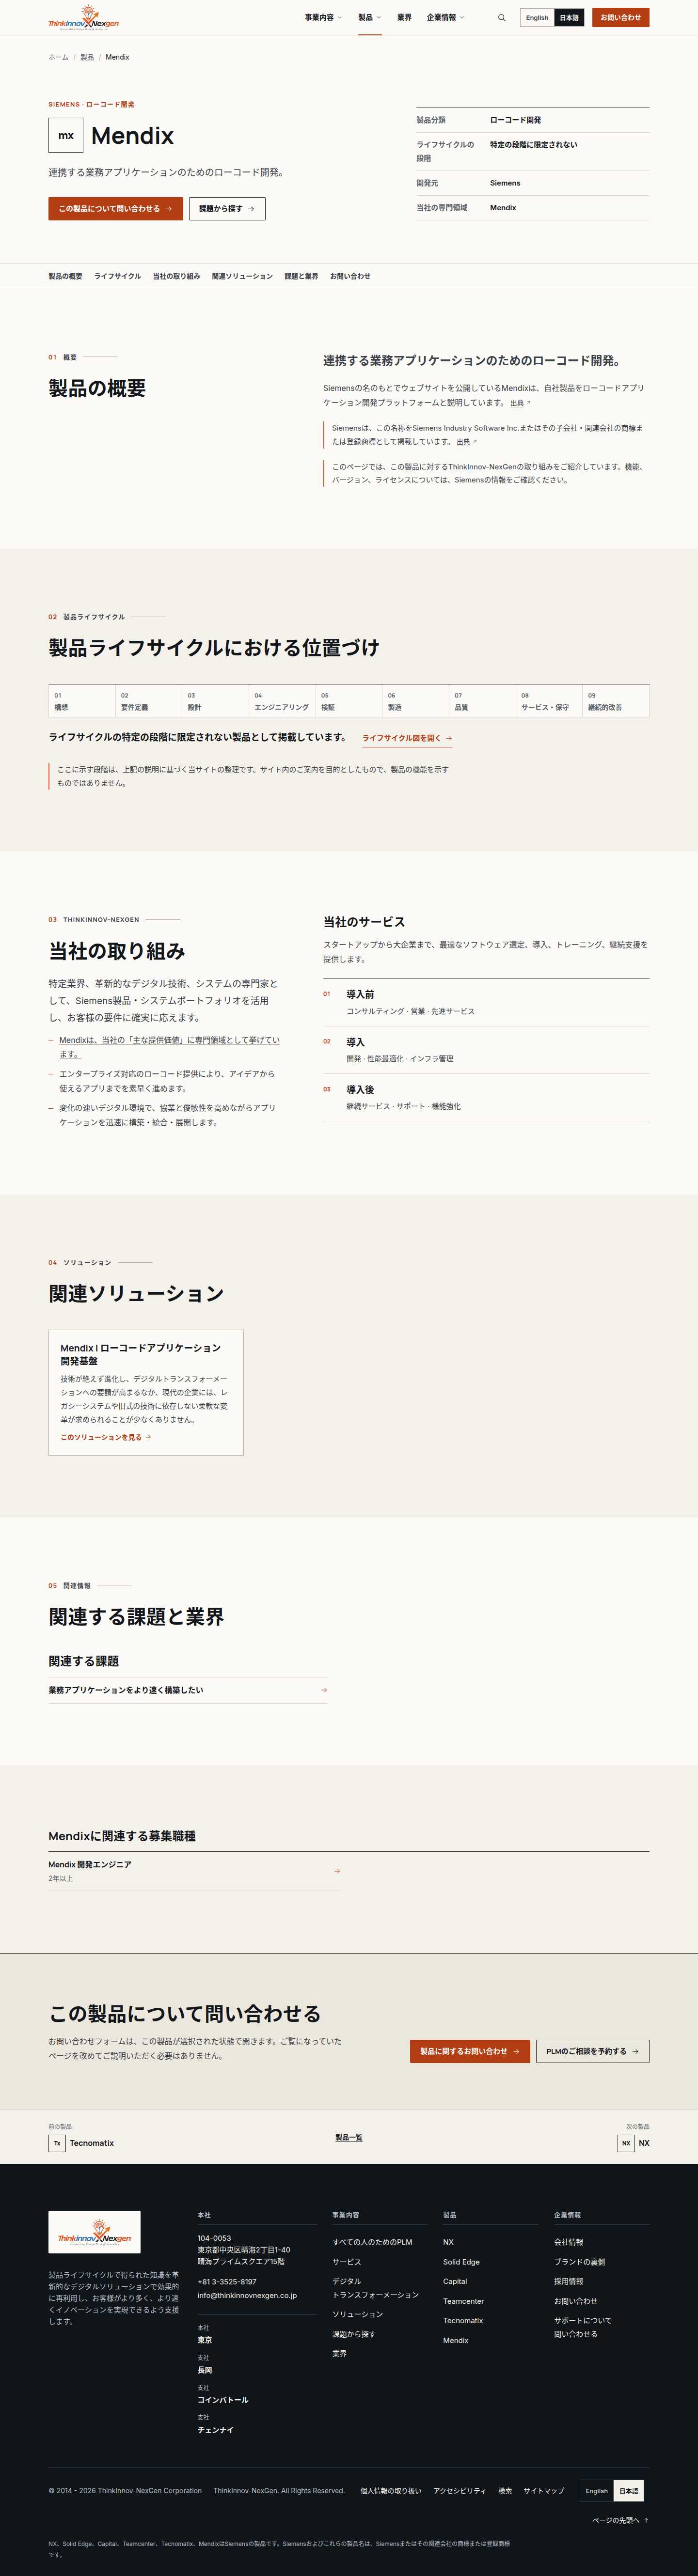 Thinkinnov NexGen
事業内容
製品
業界
企業情報
English
日本語
お問い合わせ
ホーム / 製品 / Mendix
SIEMENS · ローコード開発
mx
Mendix
連携する業務アプリケーションのためのローコード開発。
この製品について問い合わせる →
課題から探す →
製品分類 ローコード開発
ライフサイクルの
段階
特定の段階に限定されない
開発元 Siemens
当社の専門領域 Mendix
製品の概要
ライフサイクル
当社の取り組み
関連ソリューション
課題と業界
お問い合わせ
01 概要
製品の概要
連携する業務アプリケーションのためのローコード開発。
Siemensの名のもとでウェブサイトを公開しているMendixは、自社製品をローコードアプリ
ケーション開発プラットフォームと説明しています。 出典 ↗
Siemensは、この名称をSiemens Industry Software Inc.またはその子会社・関連会社の商標ま
たは登録商標として掲載しています。 出典 ↗
このページでは、この製品に対するThinkInnov-NexGenの取り組みをご紹介しています。機能、
バージョン、ライセンスについては、Siemensの情報をご確認ください。
02 製品ライフサイクル
製品ライフサイクルにおける位置づけ
01
構想
02
要件定義
03
設計
04
エンジニアリング
05
検証
06
製造
07
品質
08
サービス・保守
09
継続的改善
ライフサイクルの特定の段階に限定されない製品として掲載しています。
ライフサイクル図を開く →
ここに示す段階は、上記の説明に基づく当サイトの整理です。サイト内のご案内を目的としたもので、製品の機能を示す
ものではありません。
03 THINKINNOV-NEXGEN
当社の取り組み
特定業界、革新的なデジタル技術、システムの専門家と
して、Siemens製品・システムポートフォリオを活用
し、お客様の要件に確実に応えます。
Mendixは、当社の「主な提供価値」に専門領域として挙げてい
ます。
エンタープライズ対応のローコード提供により、アイデアから
使えるアプリまでを素早く進めます。
変化の速いデジタル環境で、協業と俊敏性を高めながらアプリ
ケーションを迅速に構築・統合・展開します。
当社のサービス
スタートアップから大企業まで、最適なソフトウェア選定、導入、トレーニング、継続支援を
提供します。
01 導入前
コンサルティング · 営業 · 先進サービス
02 導入
開発 · 性能最適化 · インフラ管理
03 導入後
継続サービス · サポート · 機能強化
04 ソリューション
関連ソリューション
Mendix | ローコードアプリケーション
開発基盤
技術が絶えず進化し、デジタルトランスフォーメー
ションへの要請が高まるなか、現代の企業には、レ
ガシーシステムや旧式の技術に依存しない柔軟な変
革が求められることが少なくありません。
このソリューションを見る →
05 関連情報
関連する課題と業界
関連する課題
業務アプリケーションをより速く構築したい →
Mendixに関連する募集職種
Mendix 開発エンジニア
2年以上
→
この製品について問い合わせる
お問い合わせフォームは、この製品が選択された状態で開きます。ご覧になっていた
ページを改めてご説明いただく必要はありません。
製品に関するお問い合わせ →
PLMのご相談を予約する →
前の製品
Tx Tecnomatix
製品一覧
次の製品
NX NX
Thinkinnov NexGen
製品ライフサイクルで得られた知識を革
新的なデジタルソリューションで効果的
に再利用し、お客様がより多く、より速
くイノベーションを実現できるよう支援
します。
本社
104-0053
東京都中央区晴海2丁目1-40
晴海プライムスクエア15階
+81 3-3525-8197
info@thinkinnovnexgen.co.jp
本社
東京
支社
長岡
支社
コインバトール
支社
チェンナイ
事業内容
すべての人のためのPLM
サービス
デジタル
トランスフォーメーション
ソリューション
課題から探す
業界
製品
NX
Solid Edge
Capital
Teamcenter
Tecnomatix
Mendix
企業情報
会社情報
ブランドの裏側
採用情報
お問い合わせ
サポートについて
問い合わせる
© 2014 - 2026 ThinkInnov-NexGen Corporation
ThinkInnov-NexGen. All Rights Reserved.
個人情報の取り扱い
アクセシビリティ
検索
サイトマップ
English
日本語
ページの先頭へ ↑
NX、Solid Edge、Capital、Teamcenter、Tecnomatix、MendixはSiemensの製品です。Siemensおよびこれらの製品名は、Siemensまたはその関連会社の商標または登録商標
です。